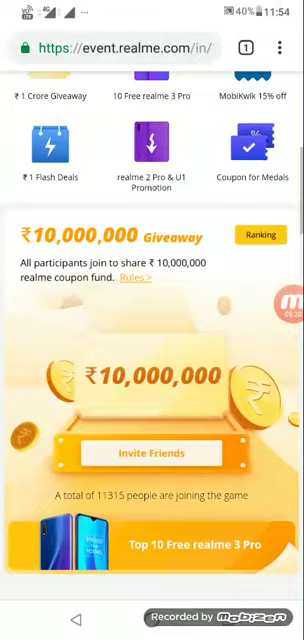 4G
40%
11:54
https://event.realme.com/in/
1
₹ 1 Crore Giveaway
10 Free realme 3 Pro
MobiKwik 15% off
%
₹ 1 Flash Deals
realme 2 Pro & U1
Promotion
Coupon for Medals
₹10,000,000 Giveaway
Ranking
All participants join to share ₹ 10,000,000
realme coupon fund. Rules >
05:20
₹10,000,000
Invite Friends
A total of 11315 people are joining the game
Top 10 Free realme 3 Pro
Recorded by Mobizen